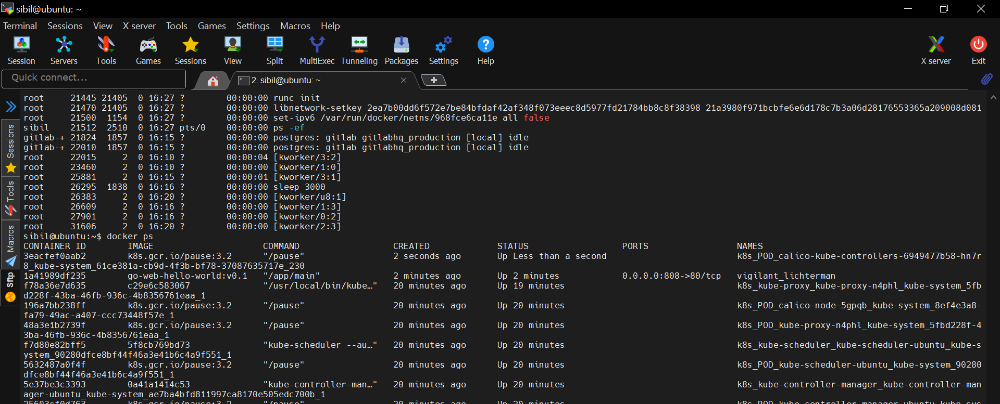 sibil@ubuntu: ~
Terminal Sessions View X server Tools Games Settings Macros Help
Session Servers Tools Games Sessions View Split MultiExec Tunneling Packages Settings Help X server Exit
Quick connect...
2. sibil@ubuntu: ~
Sessions
Tools
Macros
Sftp
root     21445 21405  0 16:27 ?        00:00:00 runc init
root     21470 21405  0 16:27 ?        00:00:00 libnetwork-setkey 2ea7b00dd6f572e7be84bfdaf42af348f073eeec8d5977fd21784bb8c8f38398 21a3980f971bcbfe6e6d178c7b3a06d28176553365a209008d081
root     21500  1154  0 16:27 ?        00:00:00 set-ipv6 /var/run/docker/netns/968fce6ca11e all false
sibil    21512  2510  0 16:27 pts/0    00:00:00 ps -ef
gitlab-+ 21824  1857  0 16:15 ?        00:00:00 postgres: gitlab gitlabhq_production [local] idle
gitlab-+ 22010  1857  0 16:15 ?        00:00:00 postgres: gitlab gitlabhq_production [local] idle
root     22015     2  0 16:10 ?        00:00:04 [kworker/3:2]
root     23460     2  0 16:10 ?        00:00:00 [kworker/1:0]
root     25881     2  0 16:15 ?        00:00:01 [kworker/3:1]
root     26295  1838  0 16:16 ?        00:00:00 sleep 3000
root     26383     2  0 16:20 ?        00:00:00 [kworker/u8:1]
root     26609     2  0 16:16 ?        00:00:00 [kworker/1:3]
root     27901     2  0 16:16 ?        00:00:00 [kworker/0:2]
root     31606     2  0 16:20 ?        00:00:00 [kworker/2:3]
sibil@ubuntu:~$ docker ps
CONTAINER ID        IMAGE                     COMMAND                  CREATED             STATUS                  PORTS                 NAMES
3eacfef0aab2        k8s.gcr.io/pause:3.2      "/pause"                 2 seconds ago       Up Less than a second                         k8s_POD_calico-kube-controllers-6949477b58-hn7r
8_kube-system_61ce381a-cb9d-4f3b-bf78-37087635717e_230
1a41989df235        go-web-hello-world:v0.1   "/app/main"              2 minutes ago       Up 2 minutes            0.0.0.0:808->80/tcp   vigilant_lichterman
f78a36e7d635        c29e6c583067              "/usr/local/bin/kube…"   20 minutes ago      Up 19 minutes                                 k8s_kube-proxy_kube-proxy-n4phl_kube-system_5fb
d228f-43ba-46fb-936c-4b8356761eaa_1
196a7bb238ff        k8s.gcr.io/pause:3.2      "/pause"                 20 minutes ago      Up 20 minutes                                 k8s_POD_calico-node-5gpqb_kube-system_8ef4e3a8-
fa79-49ac-a407-ccc73448f57e_1
48a3e1b2739f        k8s.gcr.io/pause:3.2      "/pause"                 20 minutes ago      Up 20 minutes                                 k8s_POD_kube-proxy-n4phl_kube-system_5fbd228f-4
3ba-46fb-936c-4b8356761eaa_1
f7d80e82bff5        5f8cb769bd73              "kube-scheduler --au…"   20 minutes ago      Up 20 minutes                                 k8s_kube-scheduler_kube-scheduler-ubuntu_kube-s
ystem_90280dfce8bf44f46a3e41b6c4a9f551_1
5632487a0f4f        k8s.gcr.io/pause:3.2      "/pause"                 20 minutes ago      Up 20 minutes                                 k8s_POD_kube-scheduler-ubuntu_kube-system_90280
dfce8bf44f46a3e41b6c4a9f551_1
5e37be3c3393        0a41a1414c53              "kube-controller-man…"   20 minutes ago      Up 20 minutes                                 k8s_kube-controller-manager_kube-controller-man
ager-ubuntu_kube-system_ae7ba4bfd811997ca8170e505edc700b_1
25603cf0d763        k8s.gcr.io/pause:3.2      "/pause"                 20 minutes ago      Up 20 minutes                                 k8s_POD_kube-controller-manager-ubuntu_kube-sys